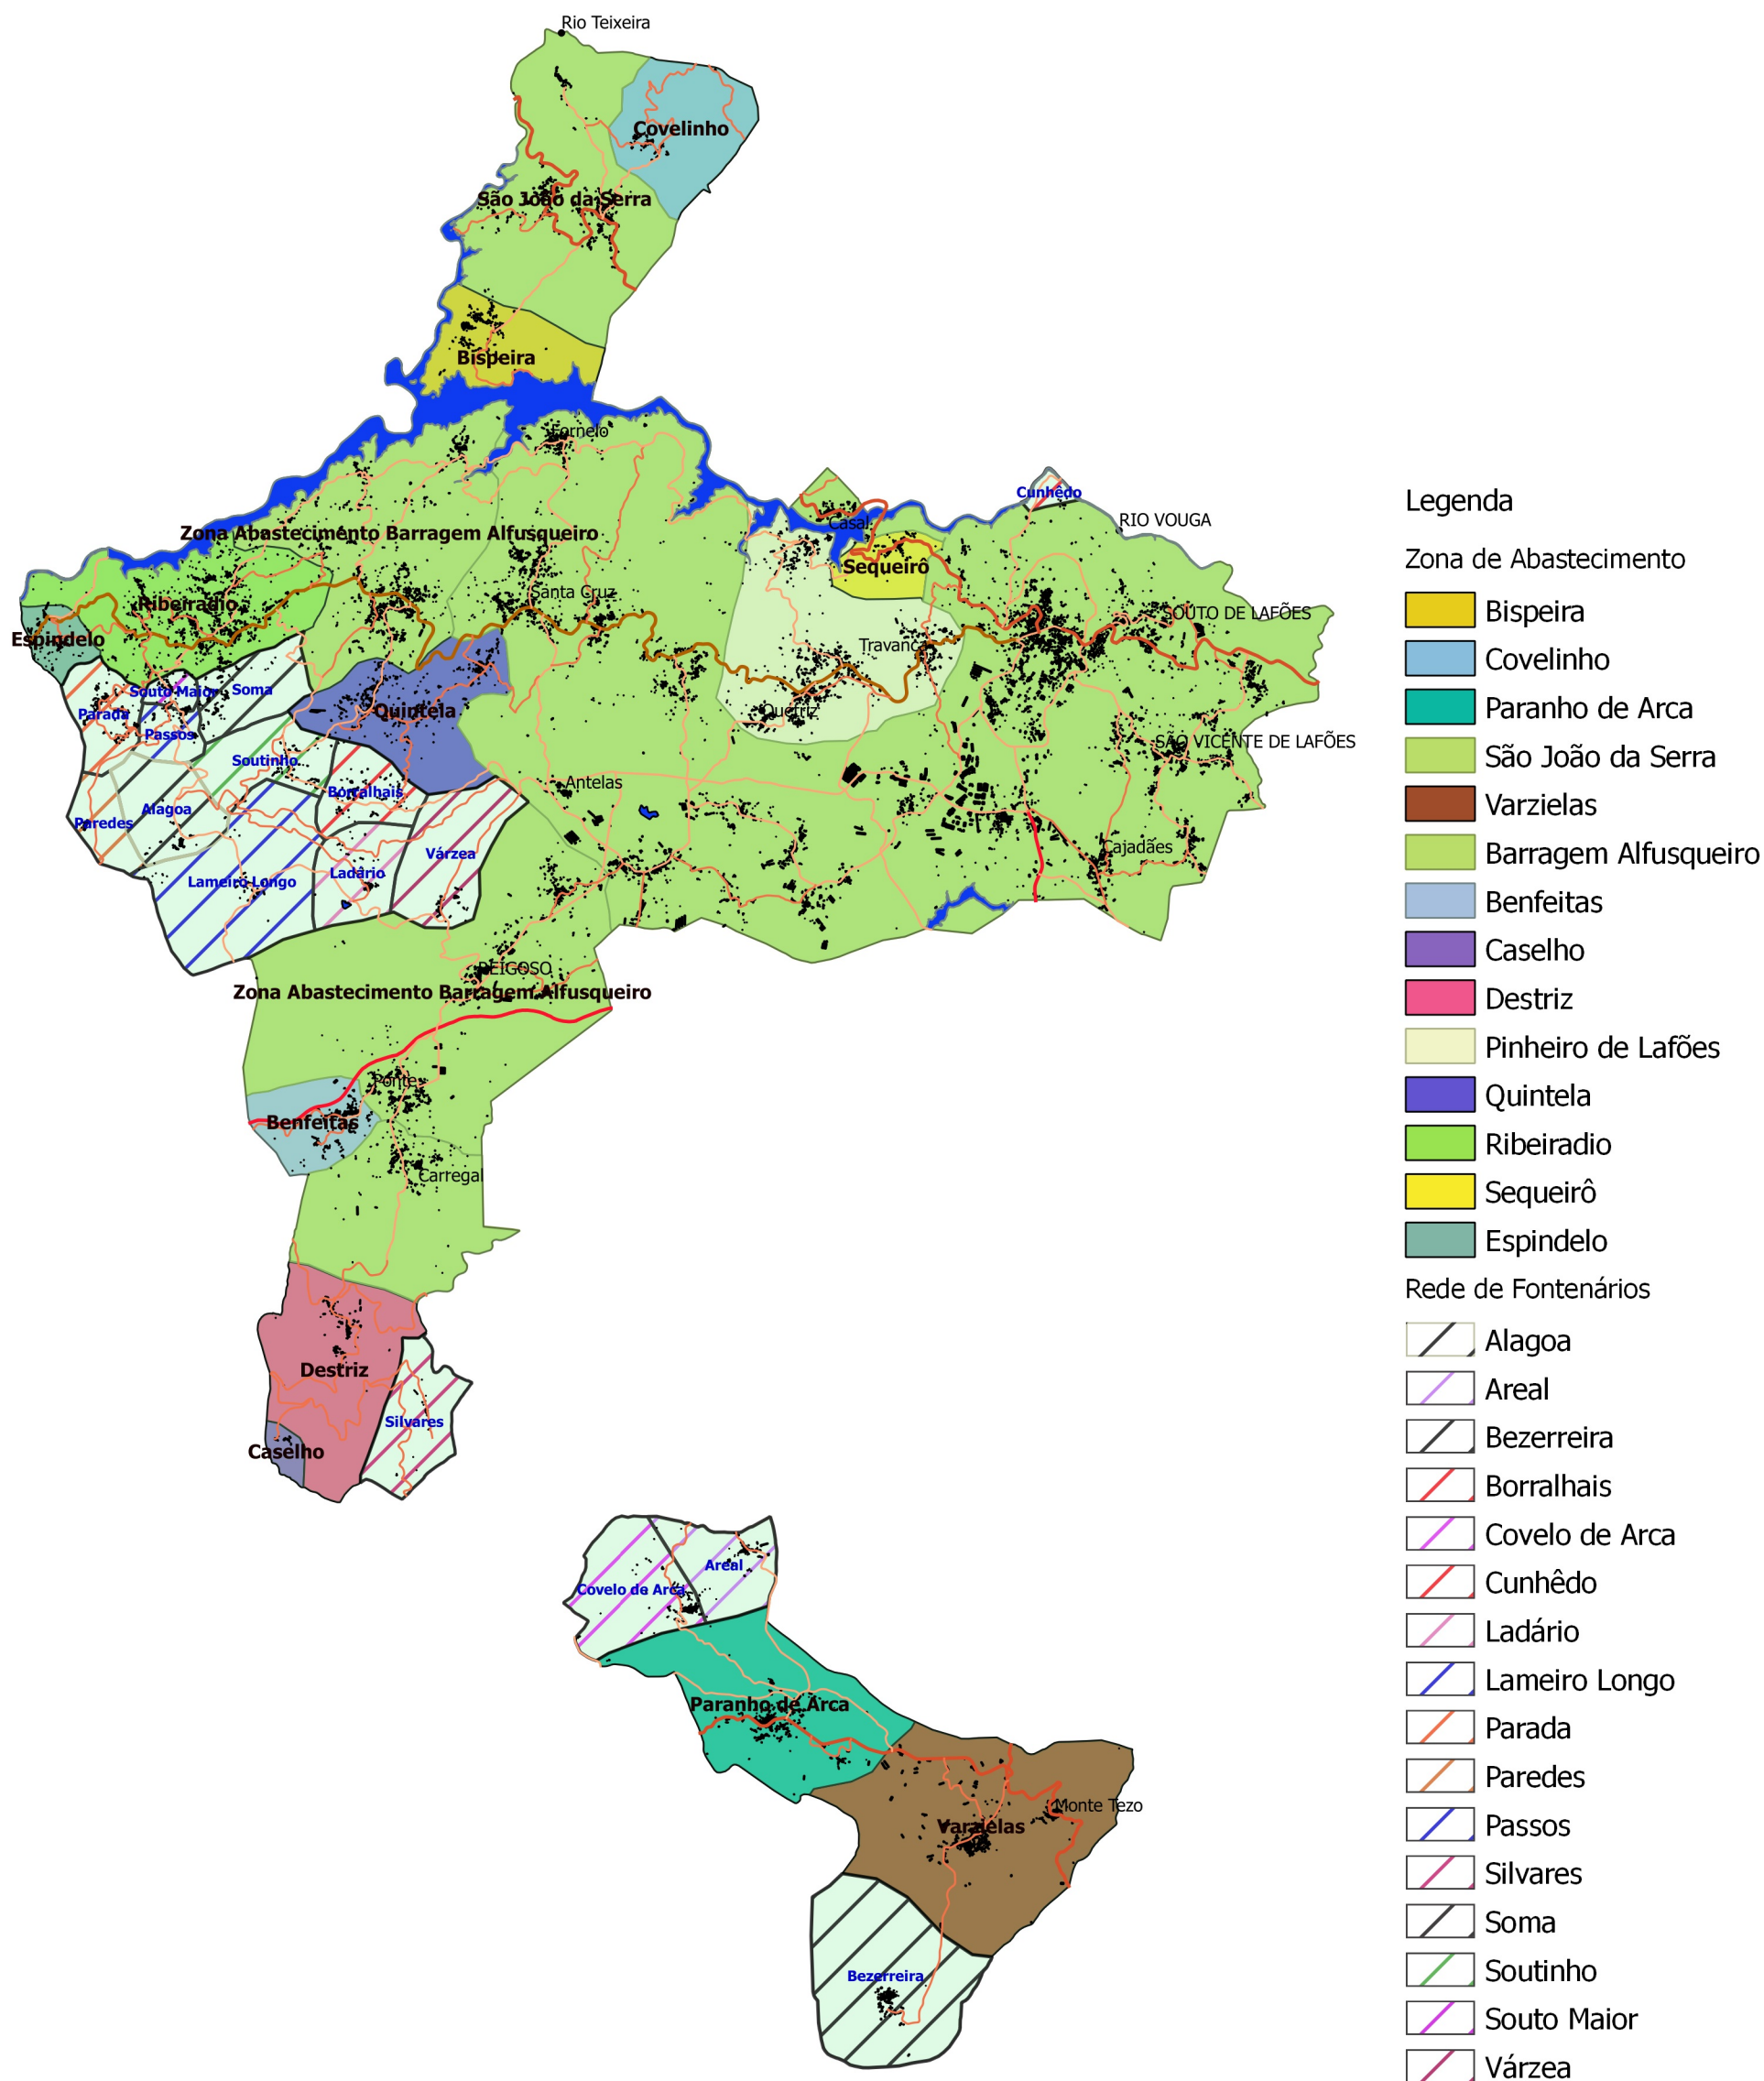 Rio Teixeira
Covelinho
São João da Serra
Bispeira
Fornelo
Cunhêdo
RIO VOUGA
Casal
Zona Abastecimento Barragem Alfusqueiro
Sequeirô
Santa Cruz
Ribeiradio
SOUTO DE LAFÕES
Espindelo
Travanca
Souto Maior
Soma
Parada
Quintela
Quetriz
Passos
SÃO VICENTE DE LAFÕES
Soutinho
Antelas
Borralhais
Alagoa
Paredes
Cajadães
Várzea
Ladário
Lameiro Longo
REIGOSO
Zona Abastecimento Barragem Alfusqueiro
Ponte
Benfeitas
Carregal
Destriz
Silvares
Caselho
Areal
Covelo de Arca
Paranho de Arca
Monte Tezo
Varzielas
Bezerreira
Legenda
Zona de Abastecimento
Bispeira
Covelinho
Paranho de Arca
São João da Serra
Varzielas
Barragem Alfusqueiro
Benfeitas
Caselho
Destriz
Pinheiro de Lafões
Quintela
Ribeiradio
Sequeirô
Espindelo
Rede de Fontenários
Alagoa
Areal
Bezerreira
Borralhais
Covelo de Arca
Cunhêdo
Ladário
Lameiro Longo
Parada
Paredes
Passos
Silvares
Soma
Soutinho
Souto Maior
Várzea